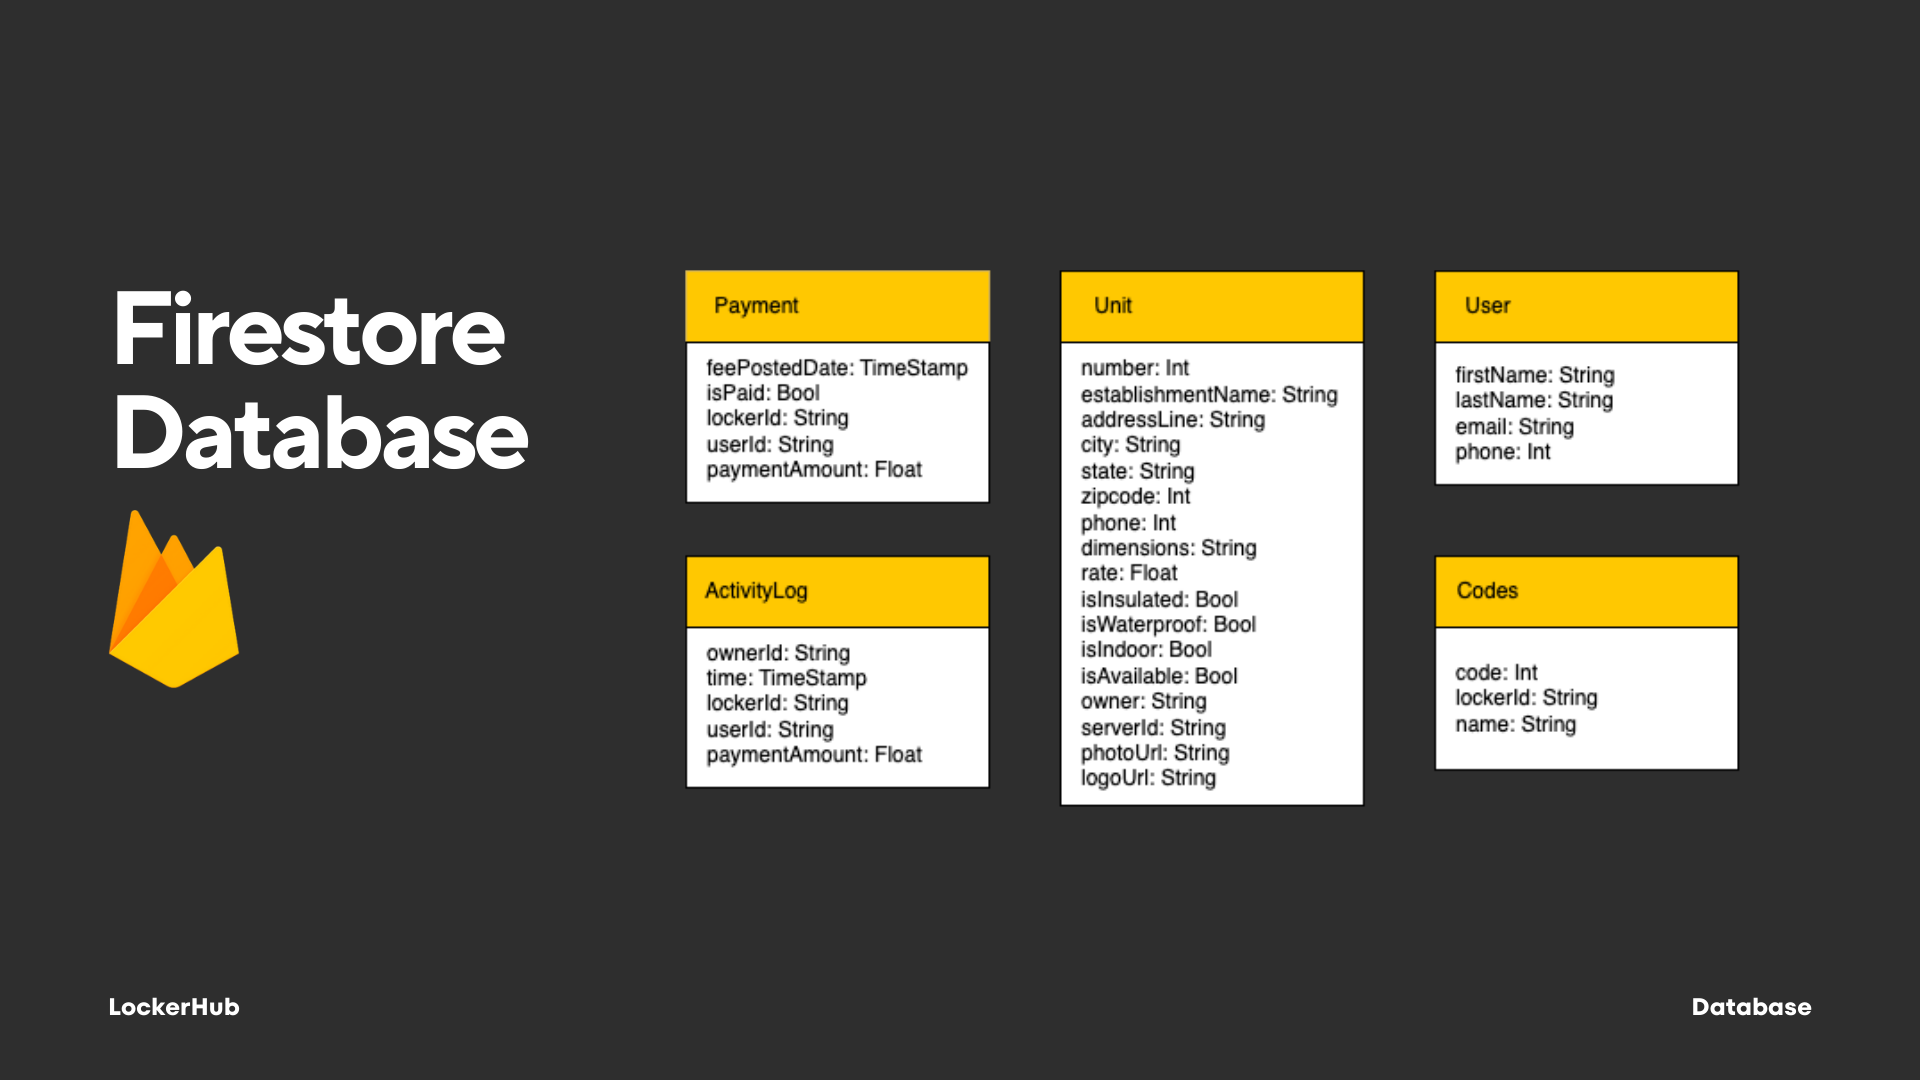 Firestore
Database
Payment
feePostedDate: TimeStamp
isPaid: Bool
lockerId: String
userId: String
paymentAmount: Float
ActivityLog
ownerId: String
time: TimeStamp
lockerId: String
userId: String
paymentAmount: Float
Unit
number: Int
establishmentName: String
addressLine: String
city: String
state: String
zipcode: Int
phone: Int
dimensions: String
rate: Float
isInsulated: Bool
isWaterproof: Bool
isIndoor: Bool
isAvailable: Bool
owner: String
serverId: String
photoUrl: String
logoUrl: String
User
firstName: String
lastName: String
email: String
phone: Int
Codes
code: Int
lockerId: String
name: String
LockerHub
Database